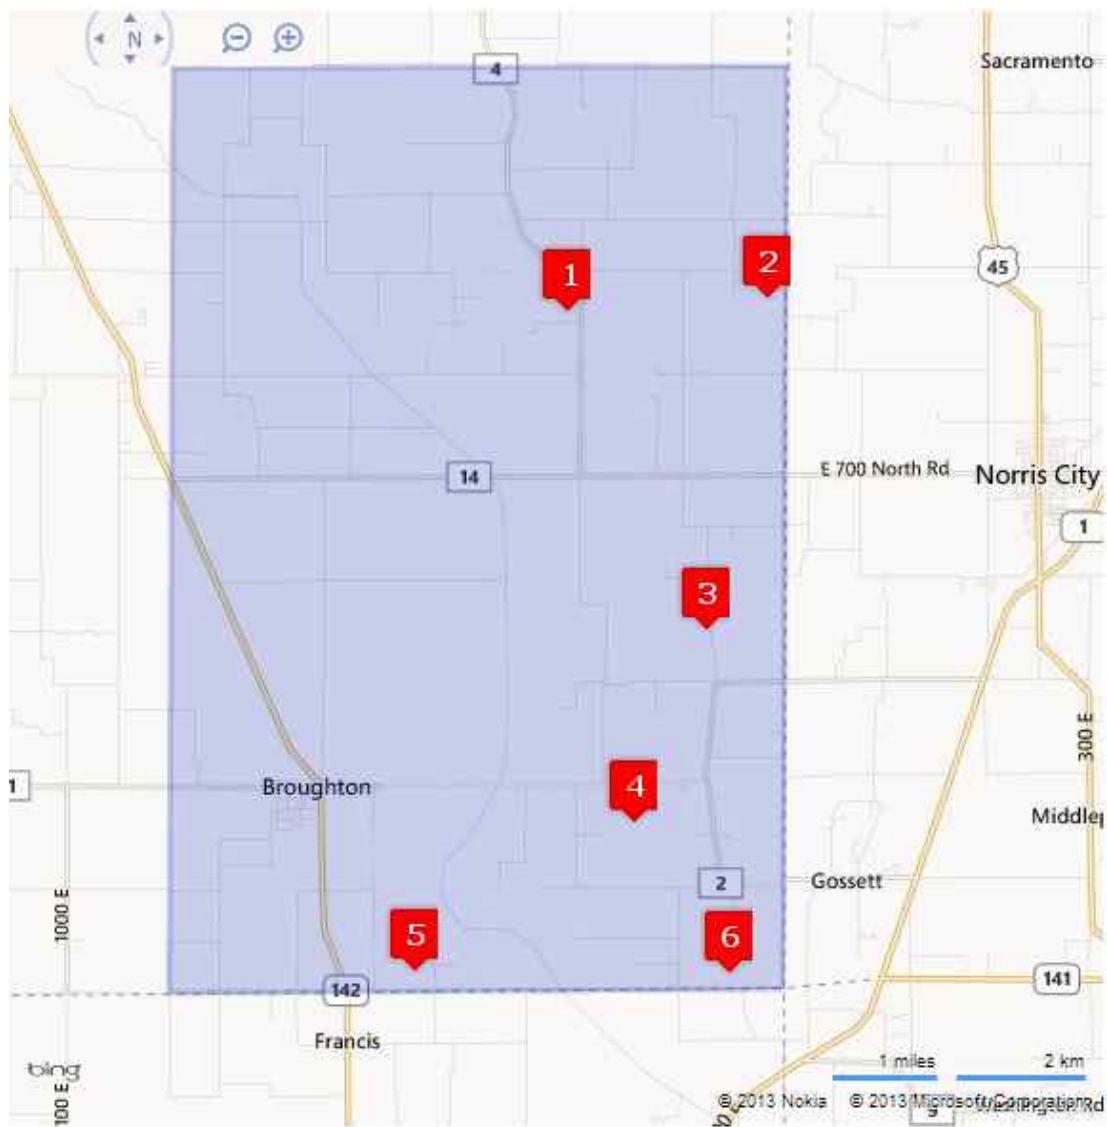 N
4
Sacramento
1
2
45
14
E 700 North Rd
Norris City
1
3
300 E
1
Broughton
4
Middle
2
Gossett
1000 E
5
6
142
141
Francis
bing
1 miles
2 km
100 E
© 2013 Nokia © 2013 Microsoft Corporation